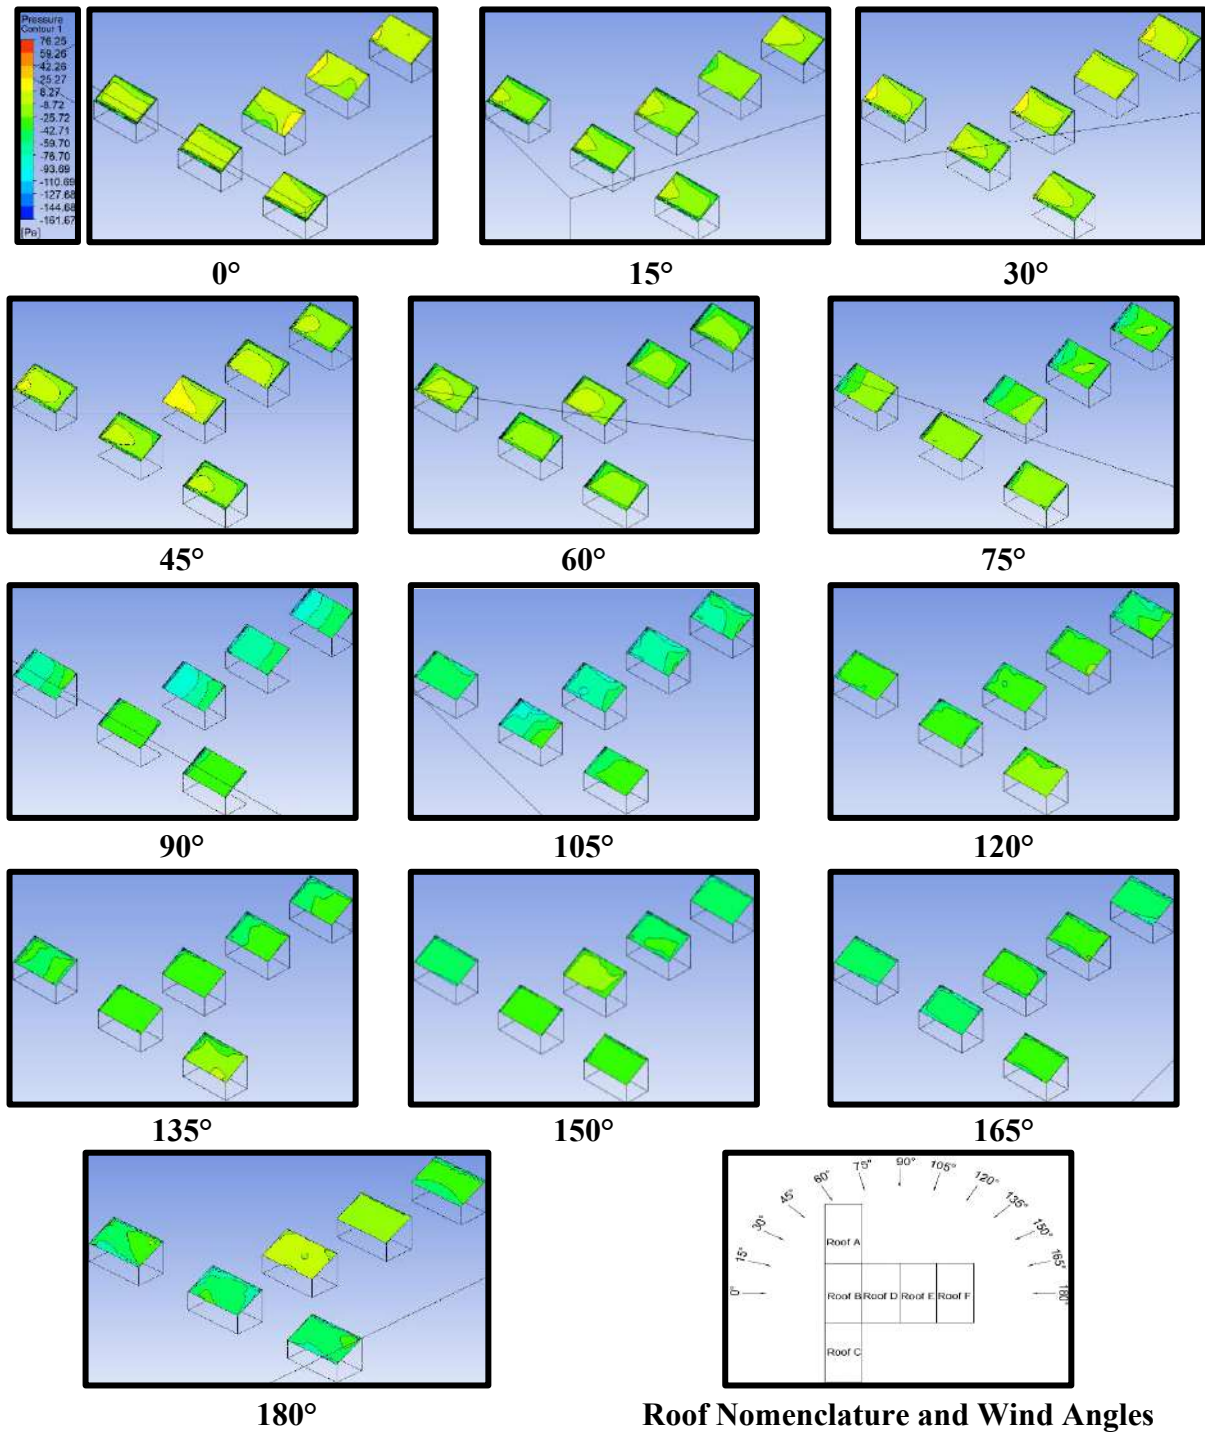 Pressure
Contour 1
76.25
59.26
42.26
25.27
8.27
-8.72
-25.72
-42.71
-59.70
-76.70
-93.69
-110.69
-127.68
-144.68
-161.67
[Pa]
0° 15° 30°
45° 60° 75°
90° 105° 120°
135° 150° 165°
0° 15° 30° 45° 60° 75° 90° 105° 120° 135° 150° 165° 180°
Roof A
Roof B Roof D Roof E Roof F
Roof C
180° Roof Nomenclature and Wind Angles